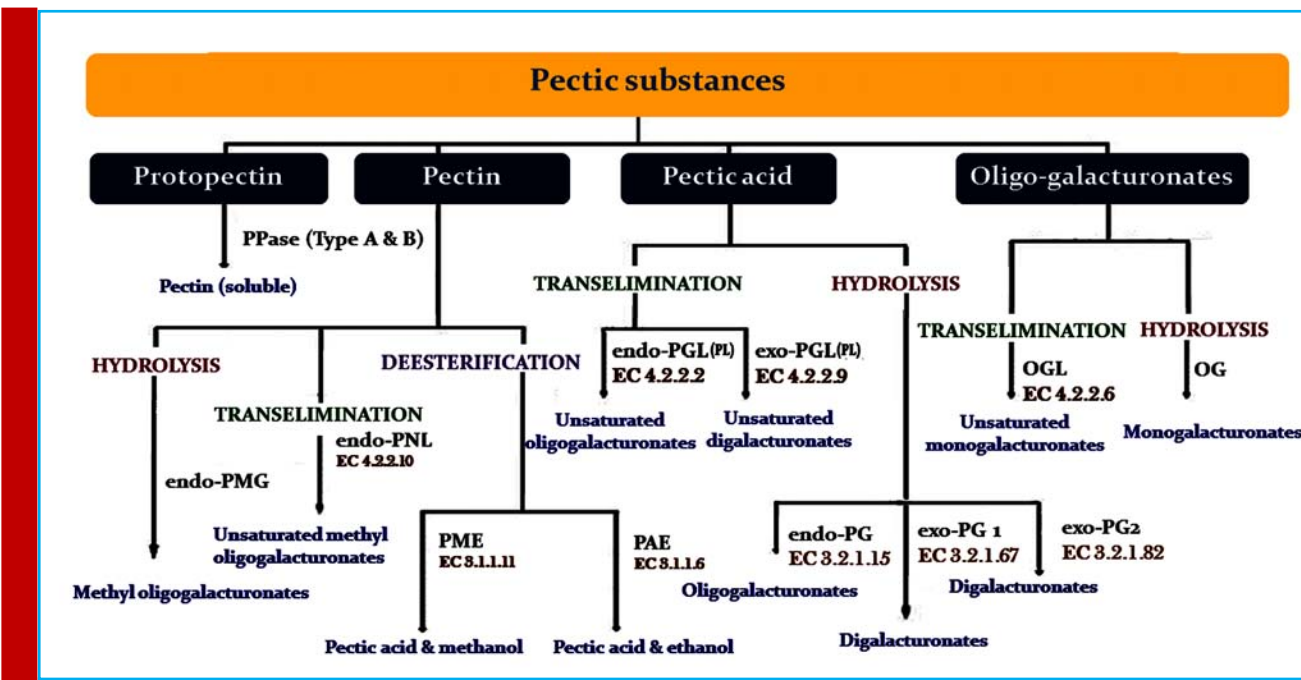 Pectic substances
Protopectin
Pectin
Pectic acid
Oligo-galacturonates
PPase (Type A & B)
Pectin (soluble)
HYDROLYSIS
TRANSELIMINATION
DEESTERIFICATION
endo-PMG
Methyl oligogalacturonates
endo-PNL
EC 4.2.2.10
Unsaturated methyl
oligogalacturonates
PME
EC 3.1.1.11
Pectic acid & methanol
PAE
EC 3.1.1.6
Pectic acid & ethanol
TRANSELIMINATION
HYDROLYSIS
endo-PGL(PL)
EC 4.2.2.2
Unsaturated
oligogalacturonates
exo-PGL(PL)
EC 4.2.2.9
Unsaturated
digalacturonates
endo-PG
EC 3.2.1.15
Oligogalacturonates
exo-PG 1
EC 3.2.1.67
Digalacturonates
exo-PG2
EC 3.2.1.82
Digalacturonates
TRANSELIMINATION
HYDROLYSIS
OGL
EC 4.2.2.6
Unsaturated
monogalacturonates
OG
Monogalacturonates